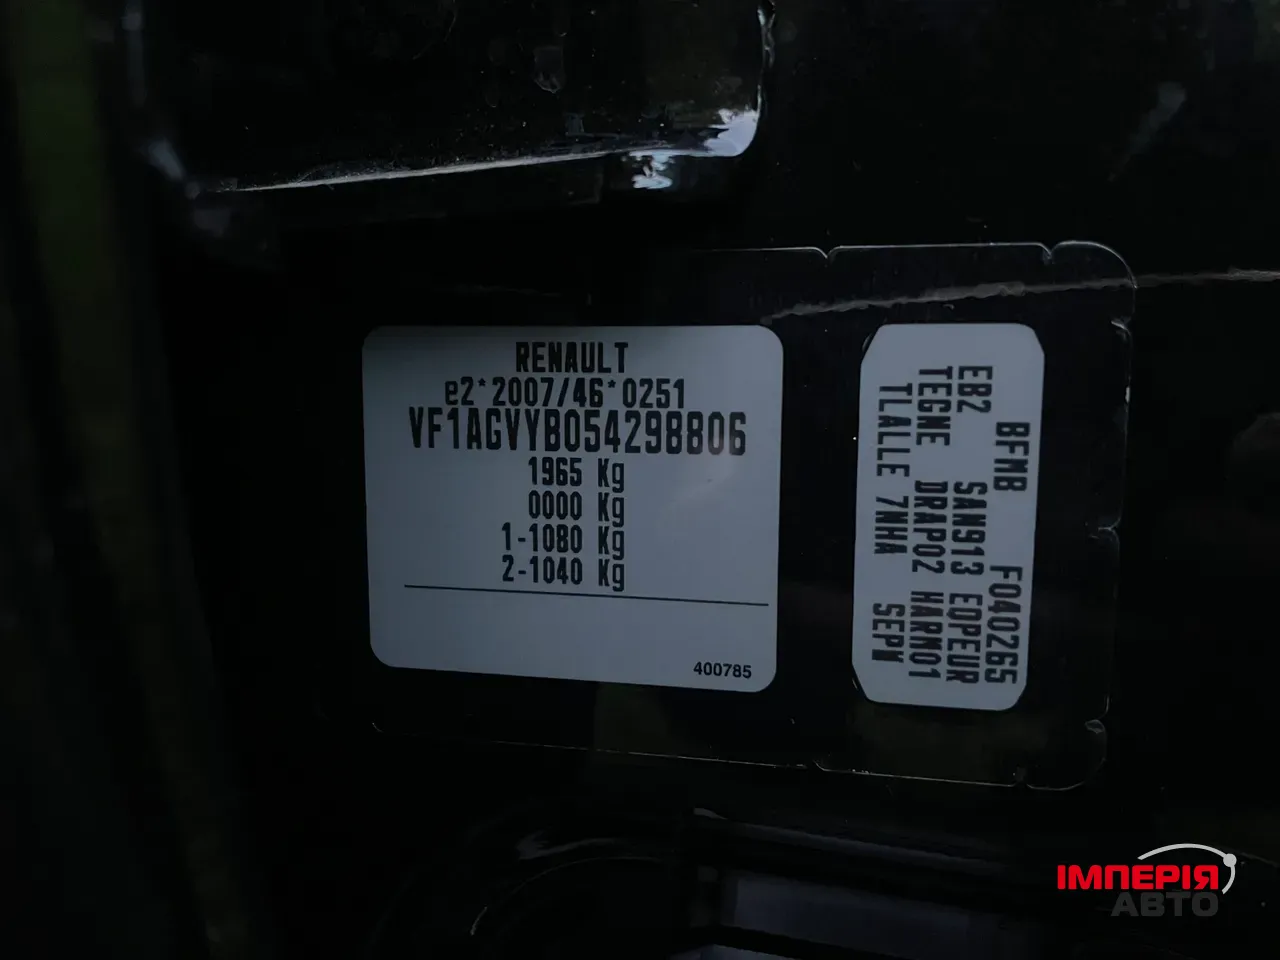 RENAULT
e2*2007/46*0251
VF1AGVYB054298806
1965 Kg
0000 Kg
1-1080 Kg
2-1040 Kg
400785
BFMB F040265
EB2 SAN913 EQPEUR
TEGNE DRAP02 HARM01
TLALLE 7NHA SEPW
ІМПЕРІЯ
АВТО